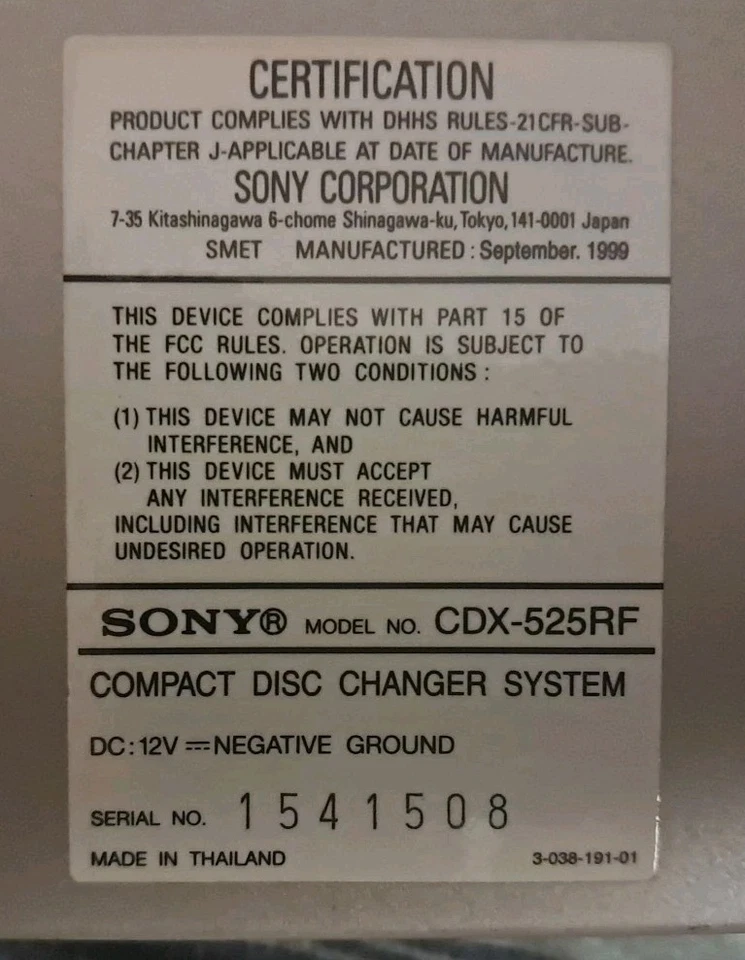 CERTIFICATION
PRODUCT COMPLIES WITH DHHS RULES-21CFR-SUB-
CHAPTER J-APPLICABLE AT DATE OF MANUFACTURE.
SONY CORPORATION
7-35 Kitashinagawa 6-chome Shinagawa-ku, Tokyo, 141-0001 Japan
SMET MANUFACTURED : September. 1999
THIS DEVICE COMPLIES WITH PART 15 OF
THE FCC RULES. OPERATION IS SUBJECT TO
THE FOLLOWING TWO CONDITIONS :
(1) THIS DEVICE MAY NOT CAUSE HARMFUL
INTERFERENCE, AND
(2) THIS DEVICE MUST ACCEPT
ANY INTERFERENCE RECEIVED,
INCLUDING INTERFERENCE THAT MAY CAUSE
UNDESIRED OPERATION.
SONY® MODEL NO. CDX-525RF
COMPACT DISC CHANGER SYSTEM
DC : 12V ⎓ NEGATIVE GROUND
SERIAL NO. 1541508
MADE IN THAILAND 3-038-191-01